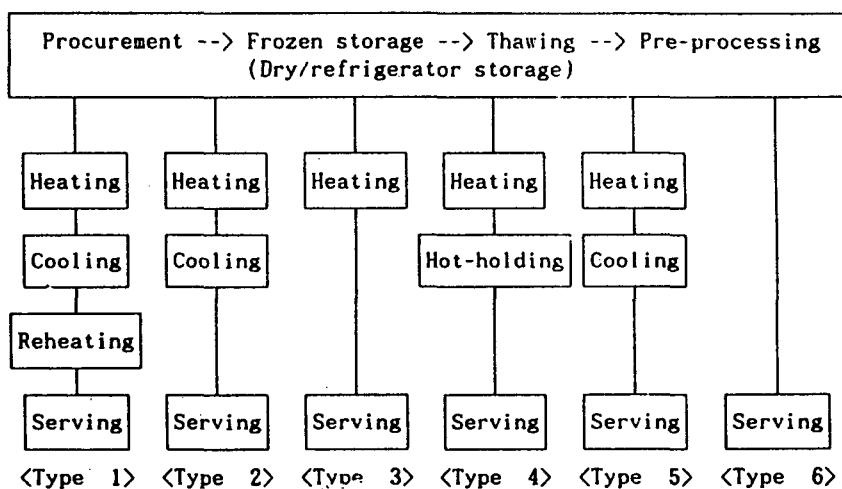 Procurement --> Frozen storage --> Thawing --> Pre-processing
(Dry/refrigerator storage)
Heating Heating Heating Heating Heating
Cooling Cooling Hot-holding Cooling
Reheating
Serving Serving Serving Serving Serving Serving
<Type 1> <Type 2> <Type 3> <Type 4> <Type 5> <Type 6>